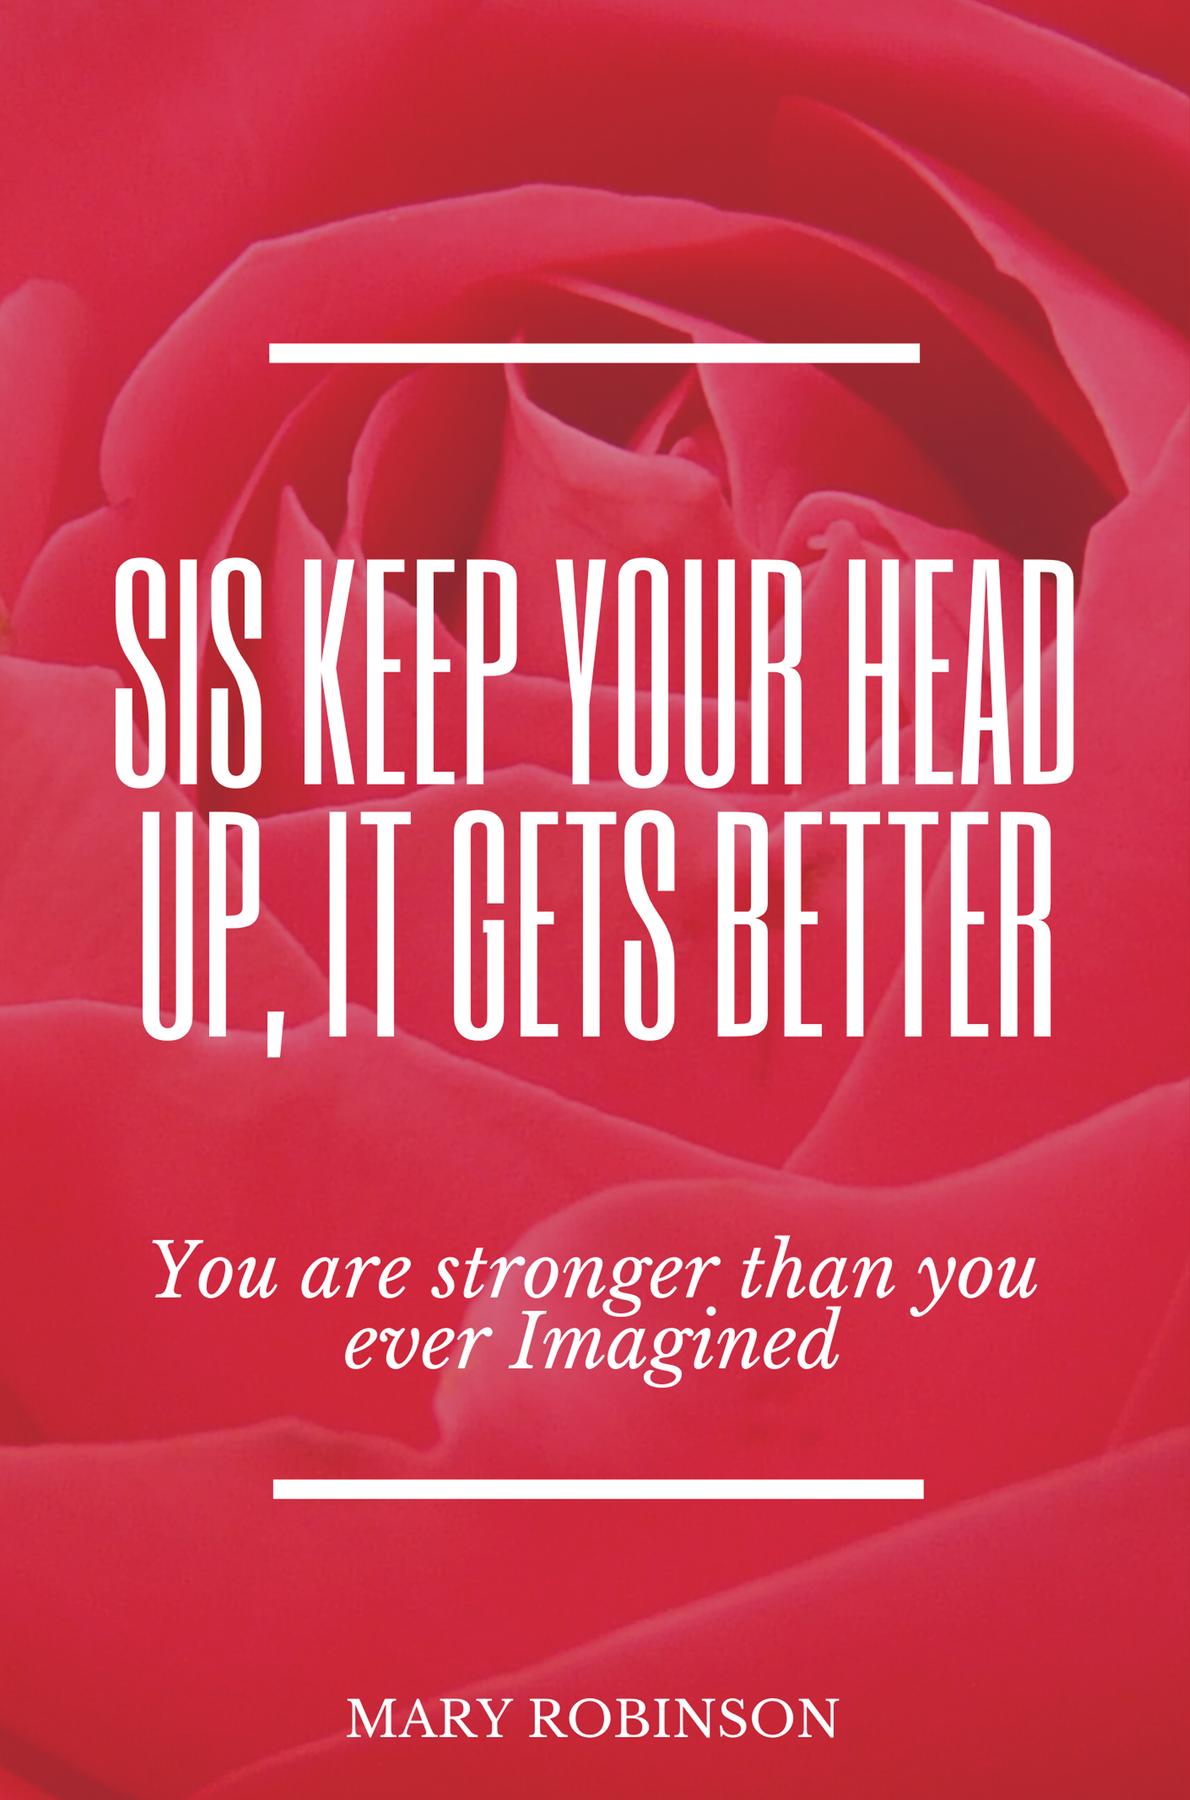 SIS KEEP YOUR HEAD
UP, IT GETS BETTER
You are stronger than you
ever Imagined
MARY ROBINSON